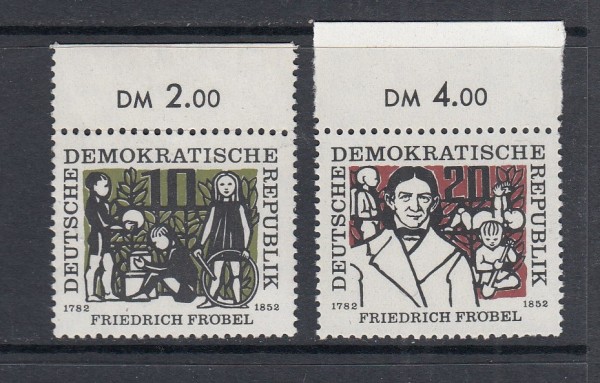 DM 2.00
DEUTSCHE DEMOKRATISCHE REPUBLIK
10
1782 1852
FRIEDRICH FRÖBEL
DM 4.00
DEUTSCHE DEMOKRATISCHE REPUBLIK
20
1782 1852
FRIEDRICH FRÖBEL